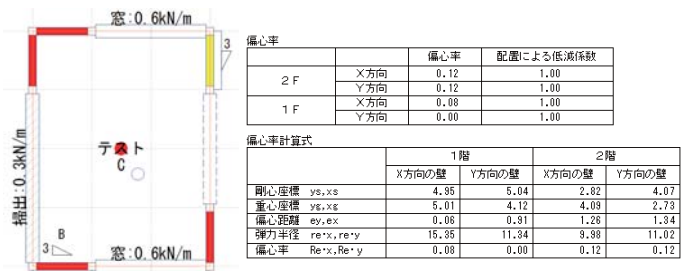 窓:0.6kN/m
3
掃出:0.3kN/m
テスト
C
B
3
窓:0.6kN/m
偏心率
偏心率 配置による低減係数
2F X方向 0.12 1.00
Y方向 0.12 1.00
1F X方向 0.08 1.00
Y方向 0.00 1.00
偏心率計算式
1階 2階
X方向の壁 Y方向の壁 X方向の壁 Y方向の壁
剛心座標 ys,xs 4.95 5.04 2.82 4.07
重心座標 yg,xg 5.01 4.12 4.09 2.73
偏心距離 ey,ex 0.06 0.91 1.26 1.34
弾力半径 re·x,re·y 15.35 11.34 9.98 11.02
偏心率 Re·x,Re·y 0.08 0.00 0.12 0.12